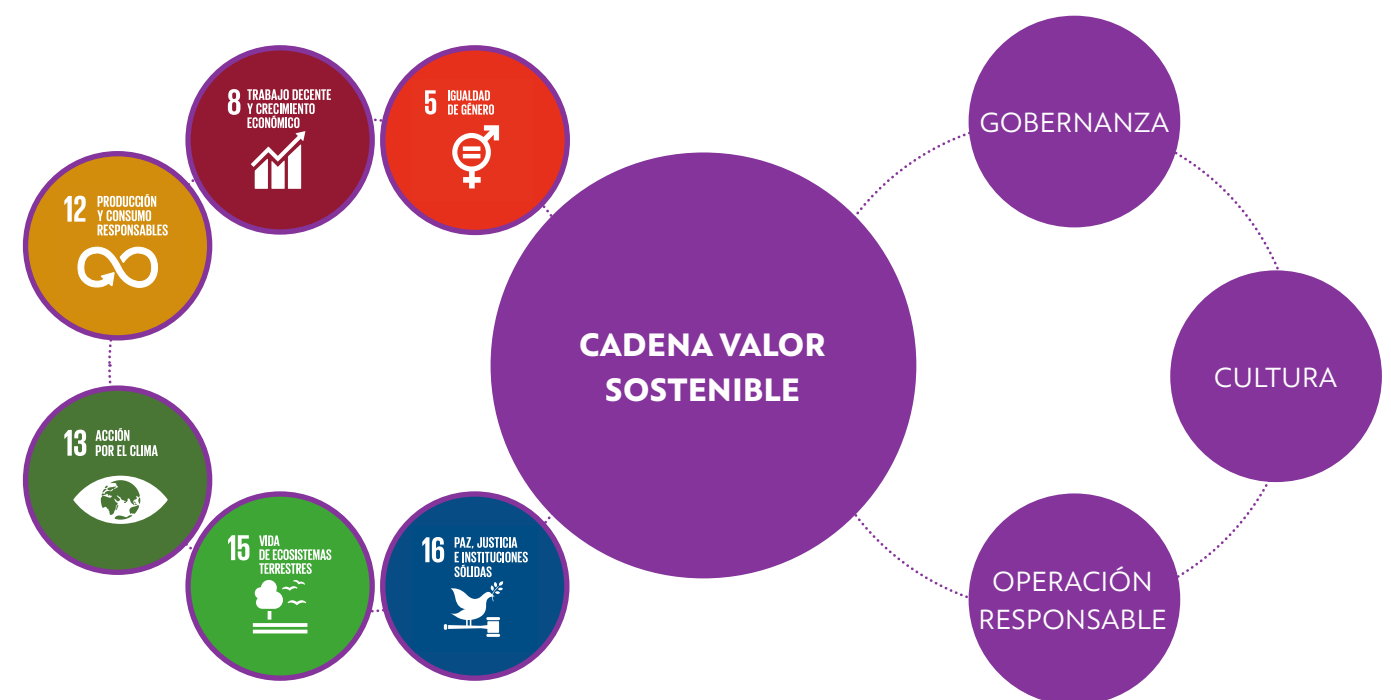 8 TRABAJO DECENTE
Y CRECIMIENTO
ECONÓMICO
5 IGUALDAD
DE GÉNERO
12 PRODUCCIÓN
Y CONSUMO
RESPONSABLES
13 ACCIÓN
POR EL CLIMA
15 VIDA
DE ECOSISTEMAS
TERRESTRES
16 PAZ, JUSTICIA
E INSTITUCIONES
SÓLIDAS
CADENA VALOR
SOSTENIBLE
GOBERNANZA
CULTURA
OPERACIÓN
RESPONSABLE